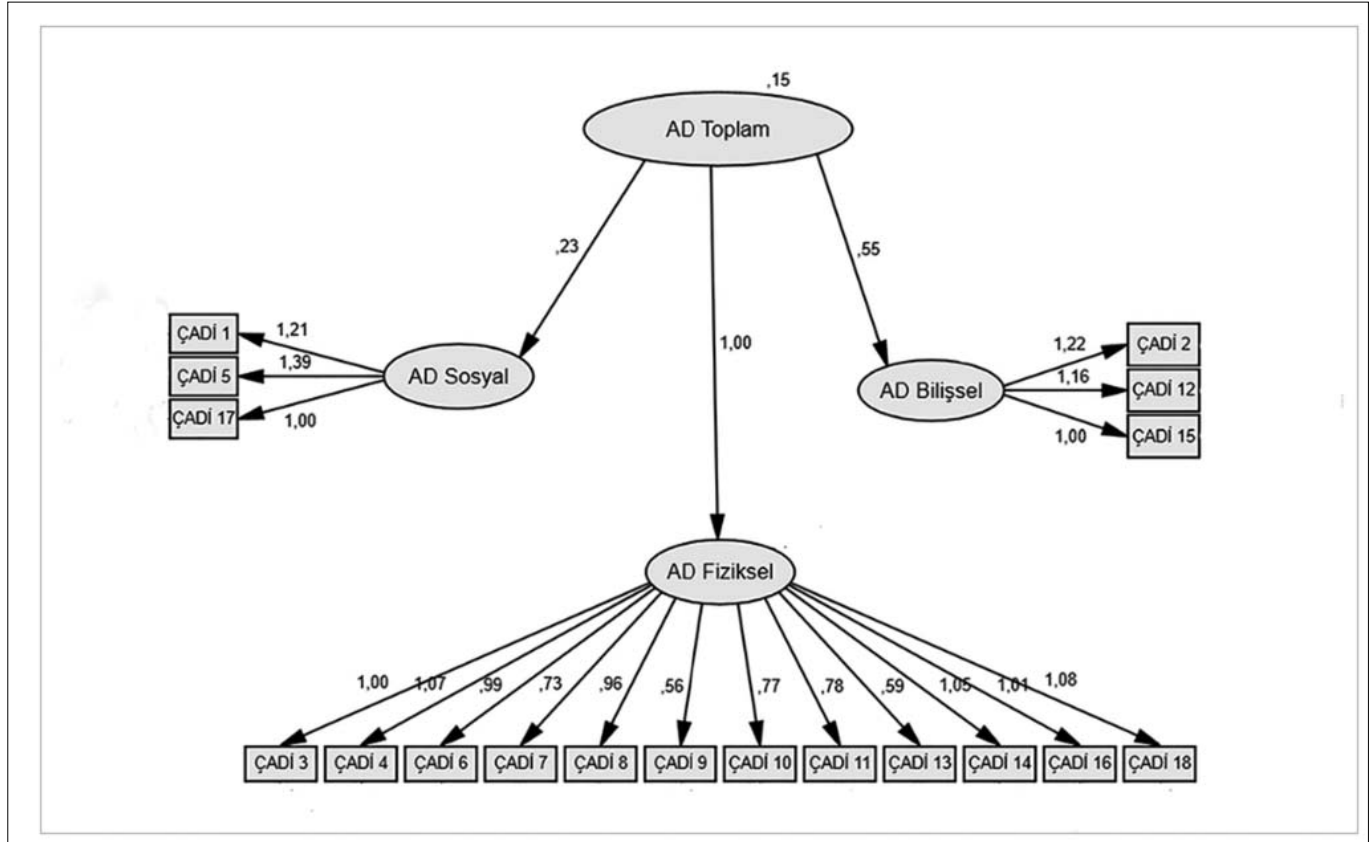 ,15
AD Toplam
,23
,55
1,00
ÇADİ 1
1,21
ÇADİ 5
1,39
ÇADİ 17
1,00
AD Sosyal
AD Bilişsel
1,22
ÇADİ 2
1,16
ÇADİ 12
1,00
ÇADİ 15
AD Fiziksel
1,00 1,07 ,99 ,73 ,96 ,56 ,77 ,78 ,59 1,05 1,01 1,08
ÇADİ 3 ÇADİ 4 ÇADİ 6 ÇADİ 7 ÇADİ 8 ÇADİ 9 ÇADİ 10 ÇADİ 11 ÇADİ 13 ÇADİ 14 ÇADİ 16 ÇADİ 18